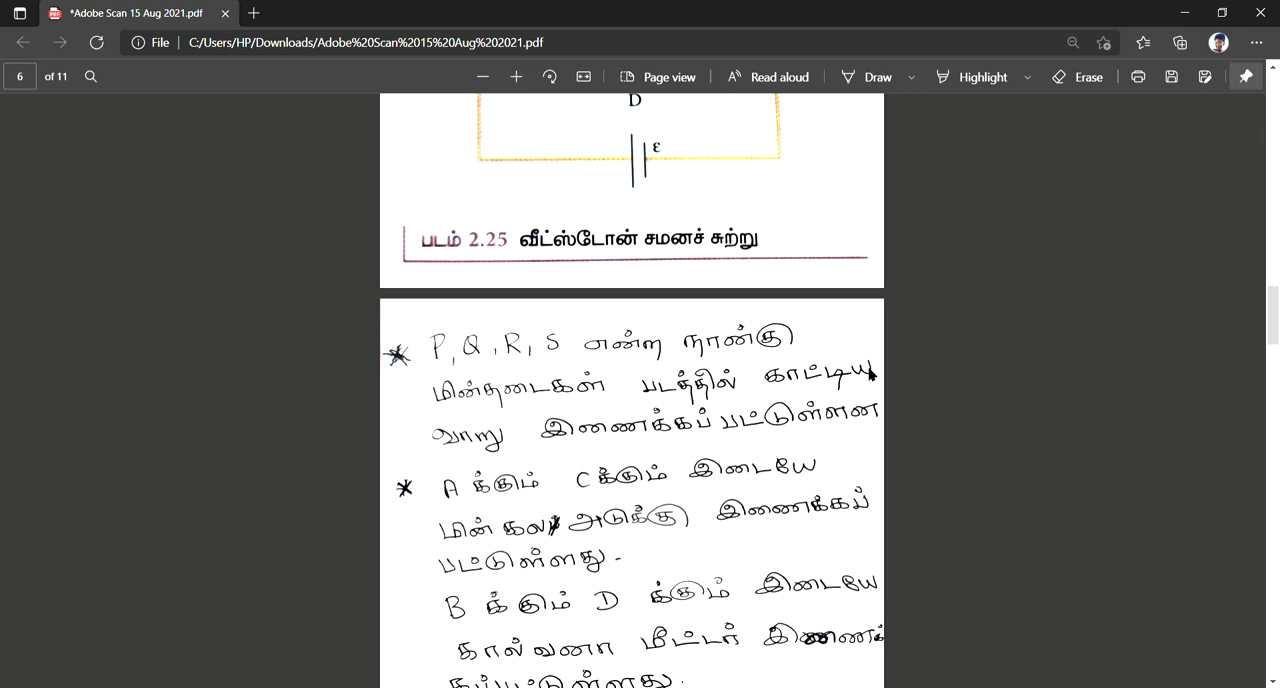 *Adobe Scan 15 Aug 2021.pdf
File C:/Users/HP/Downloads/Adobe%20Scan%2015%20Aug%202021.pdf
6 of 11 Page view Read aloud Draw Highlight Erase
D
ε
படம் 2.25 வீட்ஸ்டோன் சமனச் சுற்று
* P, Q, R, S என்ற நான்கு
மின்தடைகள் படத்தில் காட்டிய
வாறு இணைக்கப்பட்டுள்ளன
* A க்கும் C க்கும் இடையே
மின்கல அடுக்கு இணைக்கப்
பட்டுள்ளது.
B க்கும் D க்கும் இடையே
கால்வனா மீட்டர் இணைக்
கப்பட்டுள்ளது.